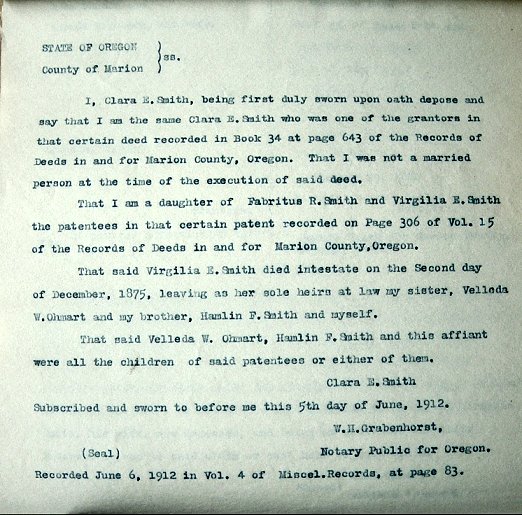 STATE OF OREGON
)ss.
County of Marion
I, Clara E. Smith, being first duly sworn upon oath depose and
say that I am the same Clara E. Smith who was one of the grantors in
that certain deed recorded in Book 34 at page 643 of the Records of
Deeds in and for Marion County, Oregon. That I was not a married
person at the time of the execution of said deed.
That I am a daughter of Fabritus R. Smith and Virgilia E. Smith
the patentees in that certain patent recorded on Page 306 of Vol. 15
of the Records of Deeds in and for Marion County, Oregon.
That said Virgilia E. Smith died intestate on the Second day
of December, 1875, leaving as her sole heirs at law my sister, Velleda
W. Ohmart and my brother, Hamlin F. Smith and myself.
That said Velleda W. Ohmart, Hamlin F. Smith and this affiant
were all the children of said patentees or either of them.
Clara E. Smith
Subscribed and sworn to before me this 5th day of June, 1912.
W.H. Grabenhorst,
(Seal) Notary Public for Oregon.
Recorded June 6, 1912 in Vol. 4 of Miscel. Records, at page 83.